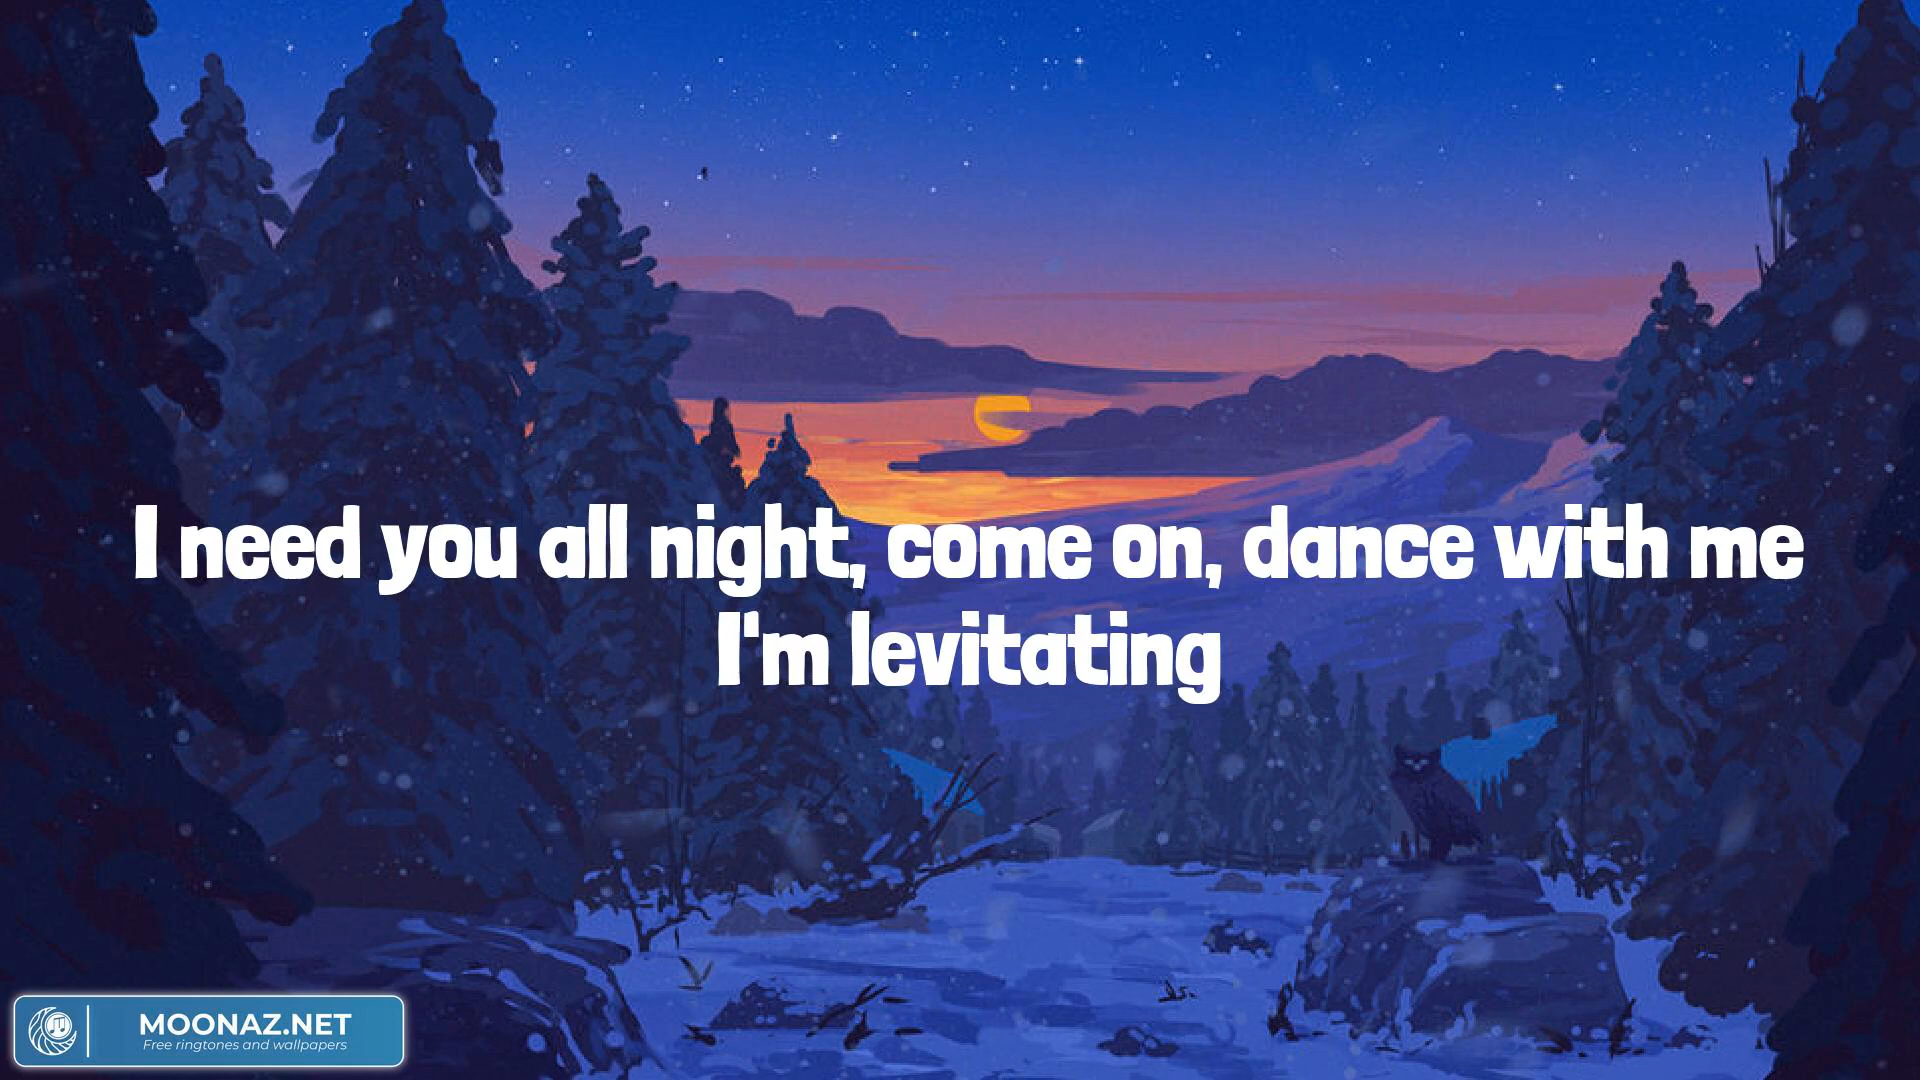 I need you all night, come on, dance with me
I'm levitating
MOONAZ.NET
Free ringtones and wallpapers